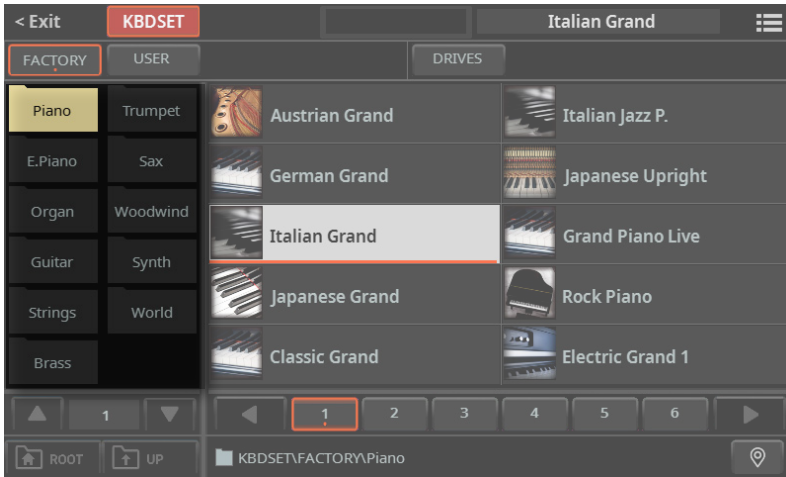 < Exit KBDSET Italian Grand
FACTORY USER DRIVES
Piano Trumpet
E.Piano Sax
Organ Woodwind
Guitar Synth
Strings World
Brass
Austrian Grand Italian Jazz P.
German Grand Japanese Upright
Italian Grand Grand Piano Live
Japanese Grand Rock Piano
Classic Grand Electric Grand 1
1 1 2 3 4 5 6
ROOT UP KBDSET\FACTORY\Piano